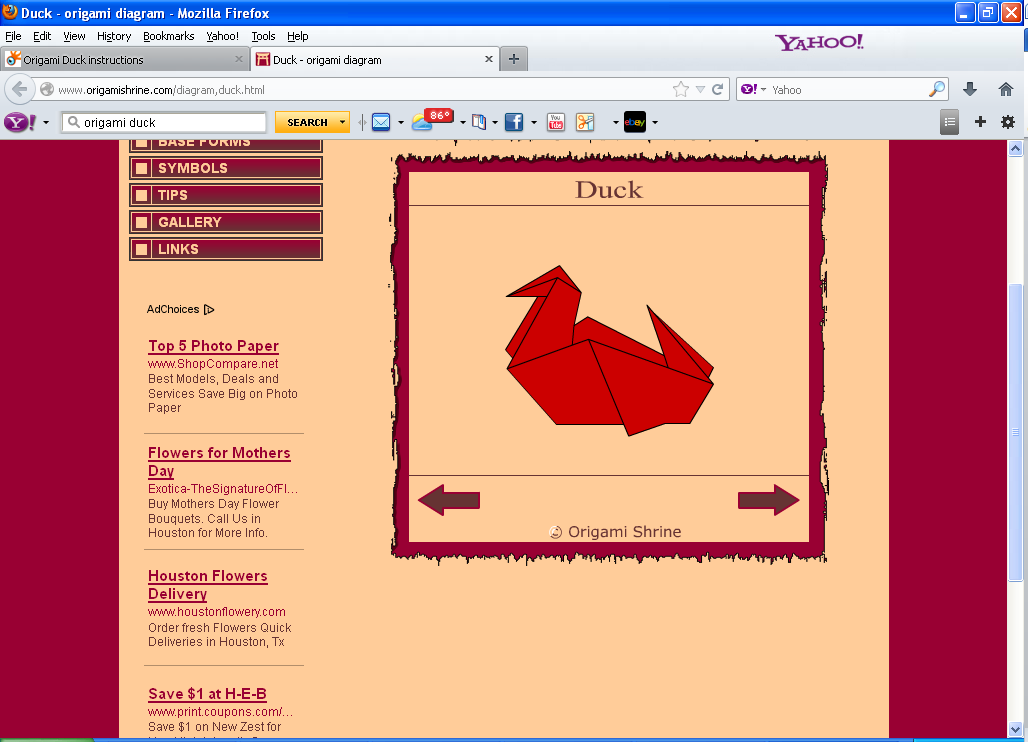 Duck - origami diagram - Mozilla Firefox
File Edit View History Bookmarks Yahoo! Tools Help
YAHOO!
Origami Duck instructions
Duck - origami diagram
www.origamishrine.com/diagram,duck.html
Y! Yahoo
Y! origami duck SEARCH 86° You Tube ebay
BASE FORMS
SYMBOLS
TIPS
GALLERY
LINKS
AdChoices
Top 5 Photo Paper
www.ShopCompare.net
Best Models, Deals and
Services Save Big on Photo
Paper
Flowers for Mothers
Day
Exotica-TheSignatureOfFl...
Buy Mothers Day Flower
Bouquets. Call Us in
Houston for More Info.
Houston Flowers
Delivery
www.houstonflowery.com
Order fresh Flowers Quick
Deliveries in Houston, Tx
Save $1 at H-E-B
www.print.coupons.com/...
Save $1 on New Zest for
Duck
© Origami Shrine